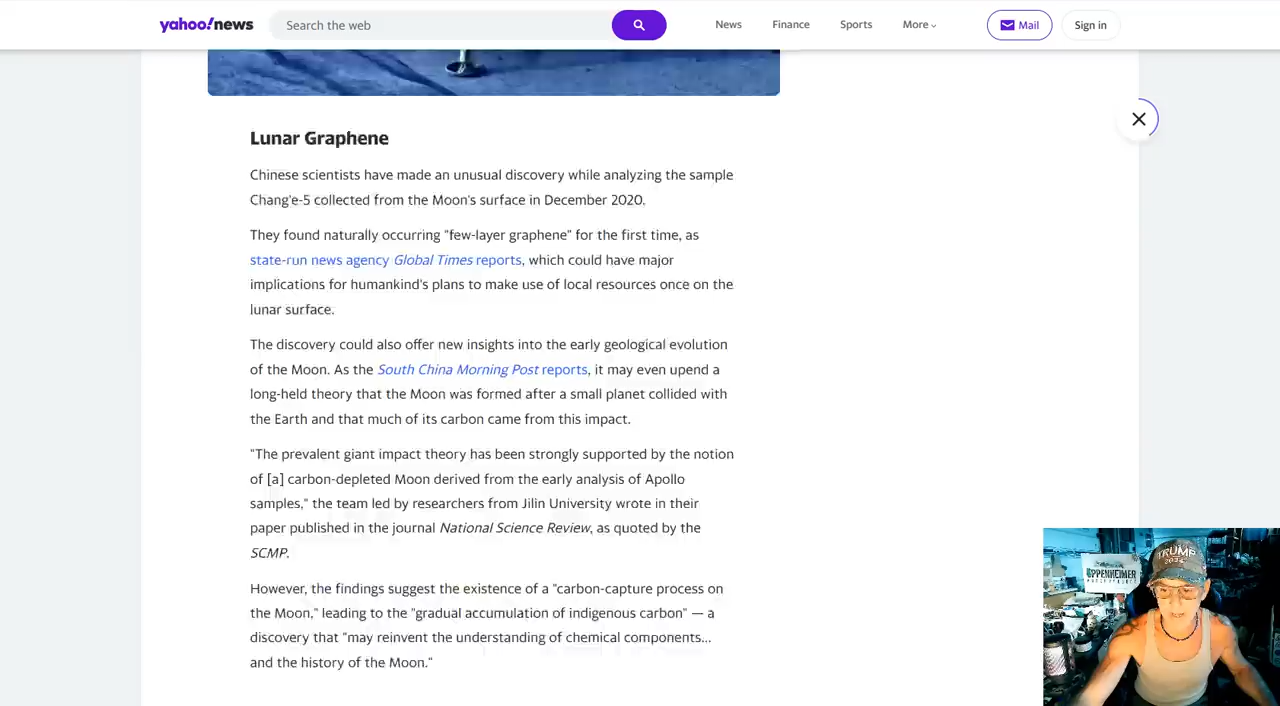 yahoo!news
Search the web
News
Finance
Sports
More
Mail
Sign in
Lunar Graphene
Chinese scientists have made an unusual discovery while analyzing the sample
Chang'e-5 collected from the Moon's surface in December 2020.
They found naturally occurring "few-layer graphene" for the first time, as
state-run news agency Global Times reports, which could have major
implications for humankind's plans to make use of local resources once on the
lunar surface.
The discovery could also offer new insights into the early geological evolution
of the Moon. As the South China Morning Post reports, it may even upend a
long-held theory that the Moon was formed after a small planet collided with
the Earth and that much of its carbon came from this impact.
"The prevalent giant impact theory has been strongly supported by the notion
of [a] carbon-depleted Moon derived from the early analysis of Apollo
samples," the team led by researchers from Jilin University wrote in their
paper published in the journal National Science Review, as quoted by the
SCMP.
However, the findings suggest the existence of a "carbon-capture process on
the Moon," leading to the "gradual accumulation of indigenous carbon" — a
discovery that "may reinvent the understanding of chemical components...
and the history of the Moon."
TRUMP